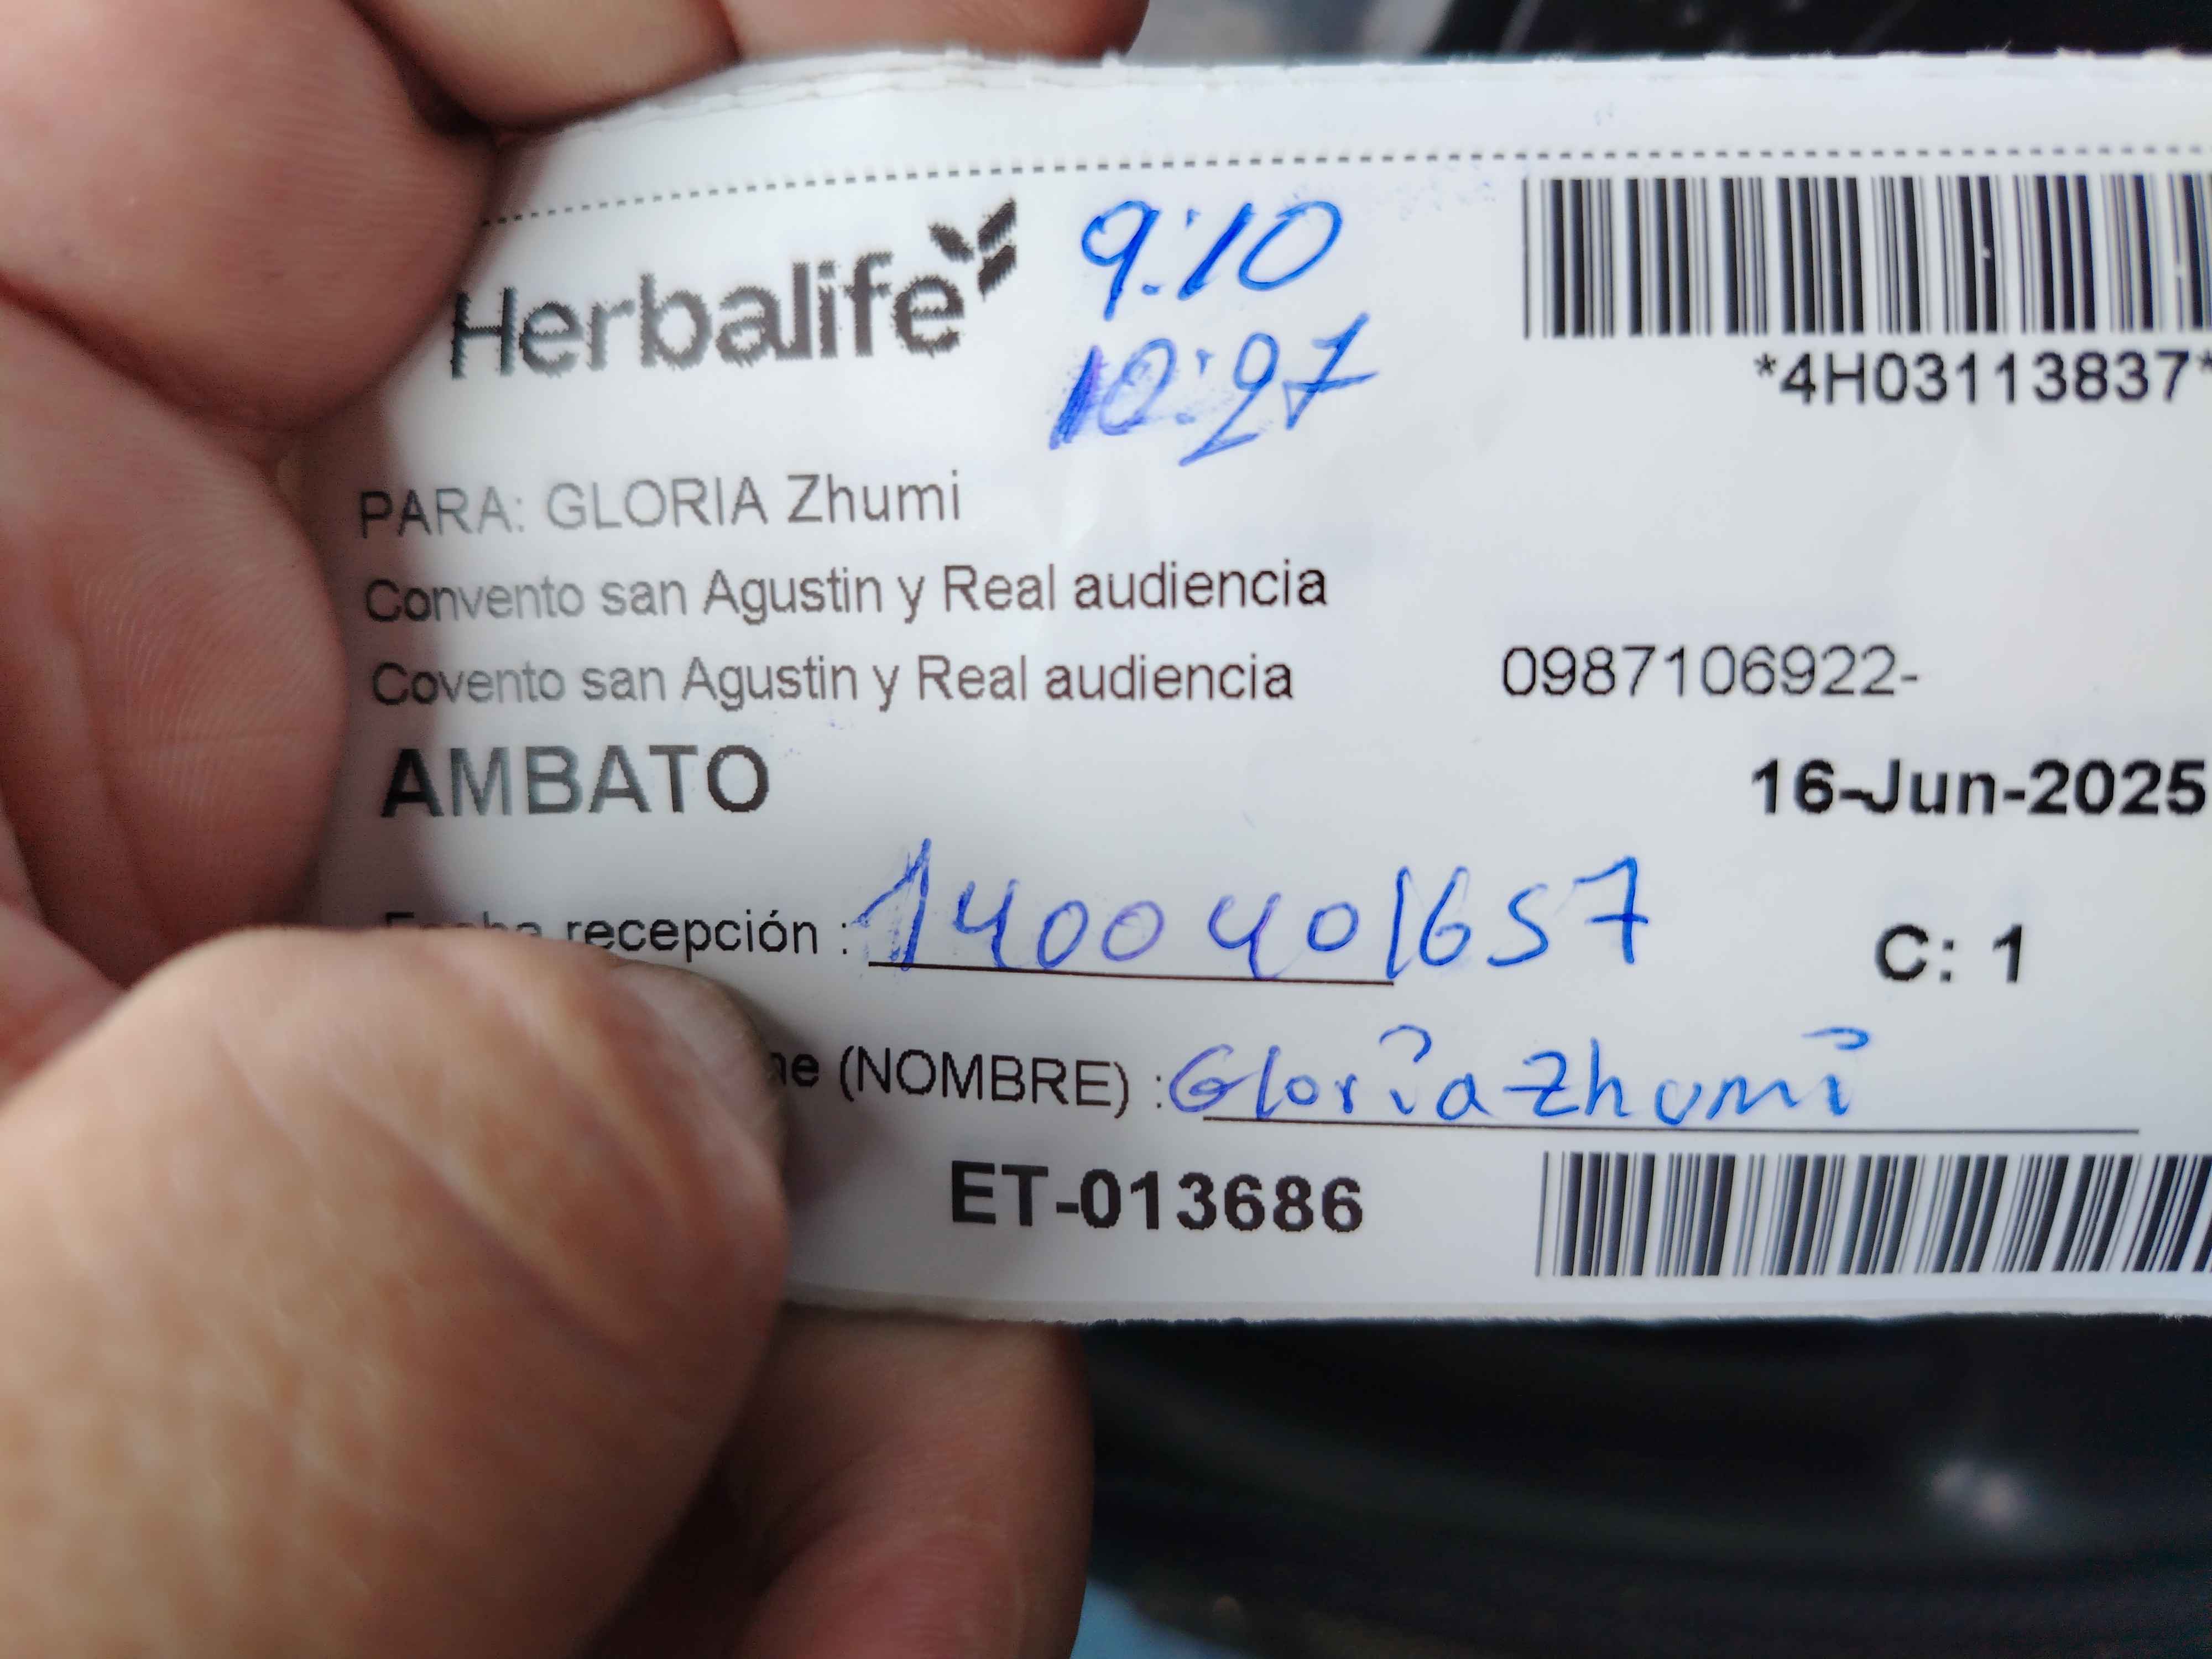 Herbalife
9:10
10:27
*4H03113837*
PARA: GLORIA Zhumi
Convento san Agustin y Real audiencia
Covento san Agustin y Real audiencia 0987106922-
AMBATO 16-Jun-2025
recepción : 1400401657 C: 1
(NOMBRE) : Gloria Zhumi
ET-013686